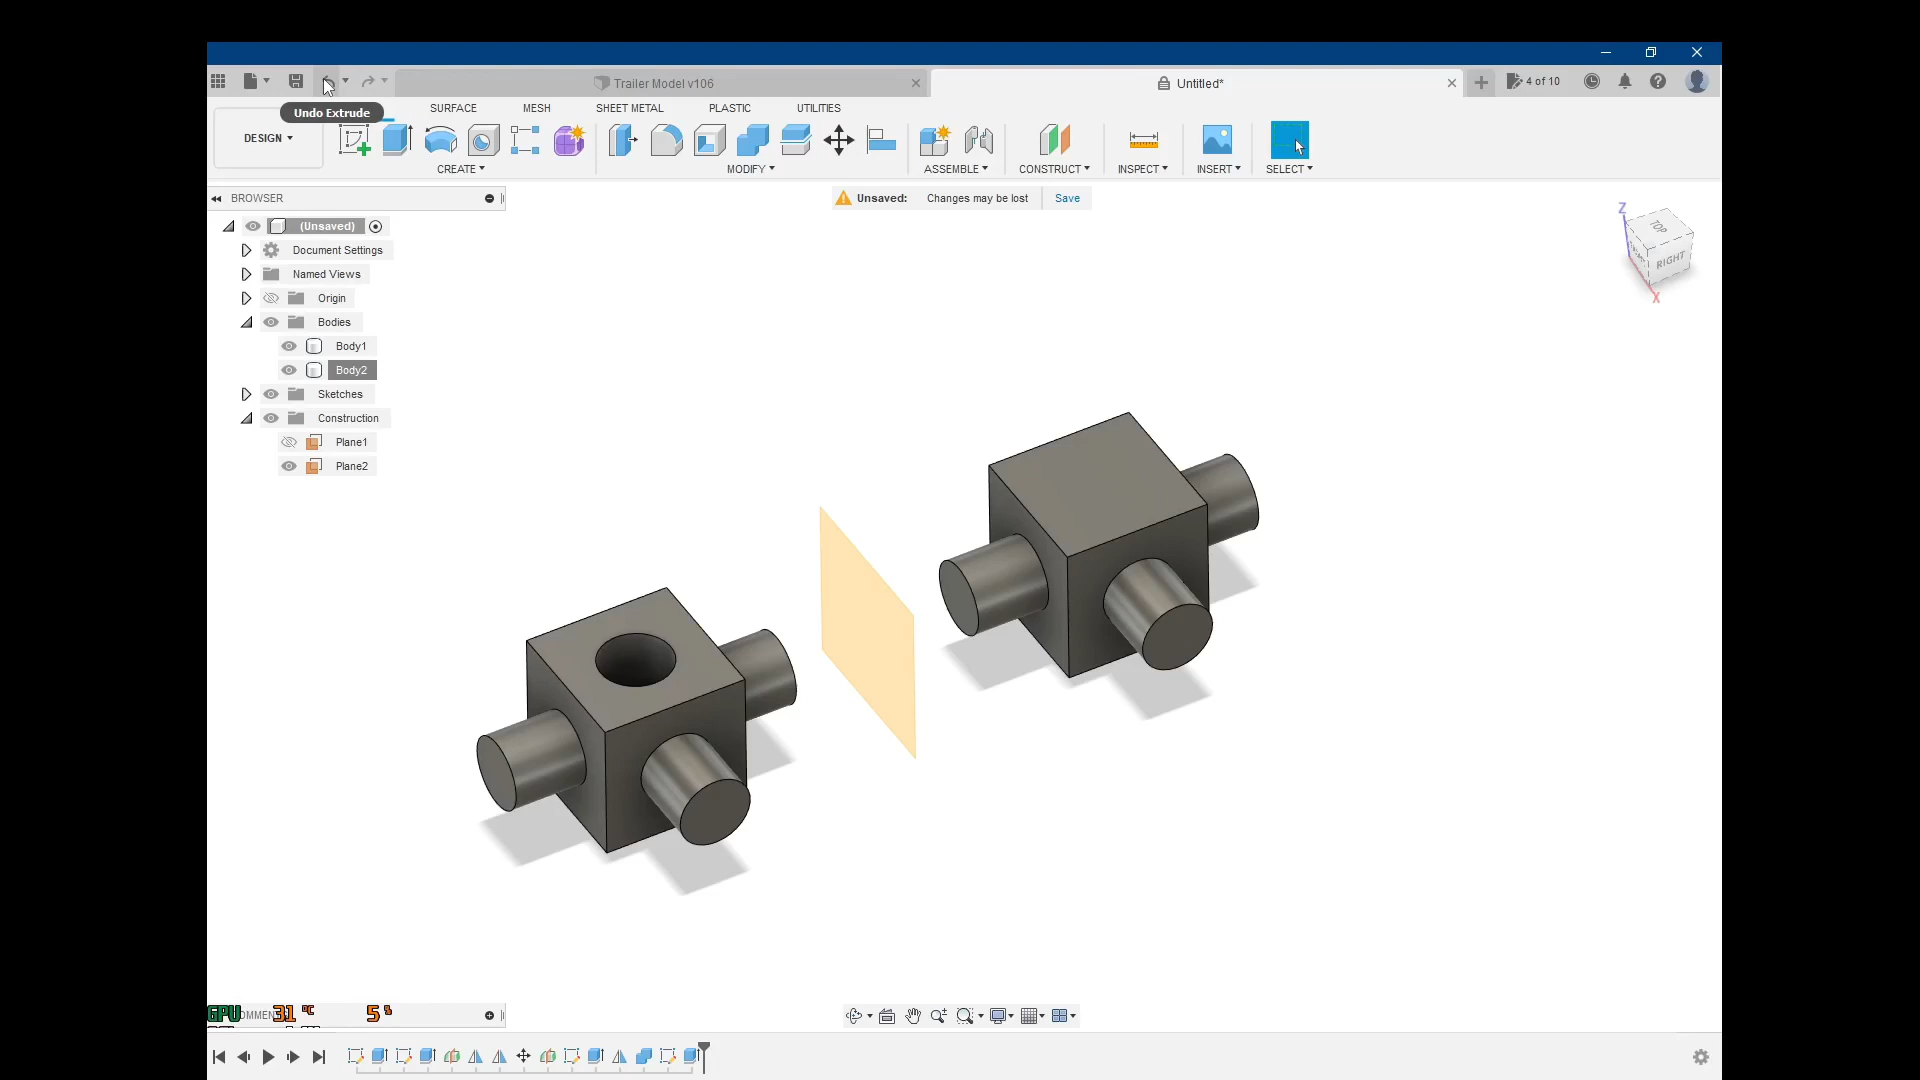 Trailer Model v106
Untitled*
4 of 10
Undo Extrude
SURFACE
MESH
SHEET METAL
PLASTIC
UTILITIES
DESIGN
CREATE
MODIFY
ASSEMBLE
CONSTRUCT
INSPECT
INSERT
SELECT
BROWSER
Unsaved: Changes may be lost Save
(Unsaved)
Document Settings
Named Views
Origin
Bodies
Body1
Body2
Sketches
Construction
Plane1
Plane2
Z
TOP
RIGHT
X
GPU 31 °C 5 %